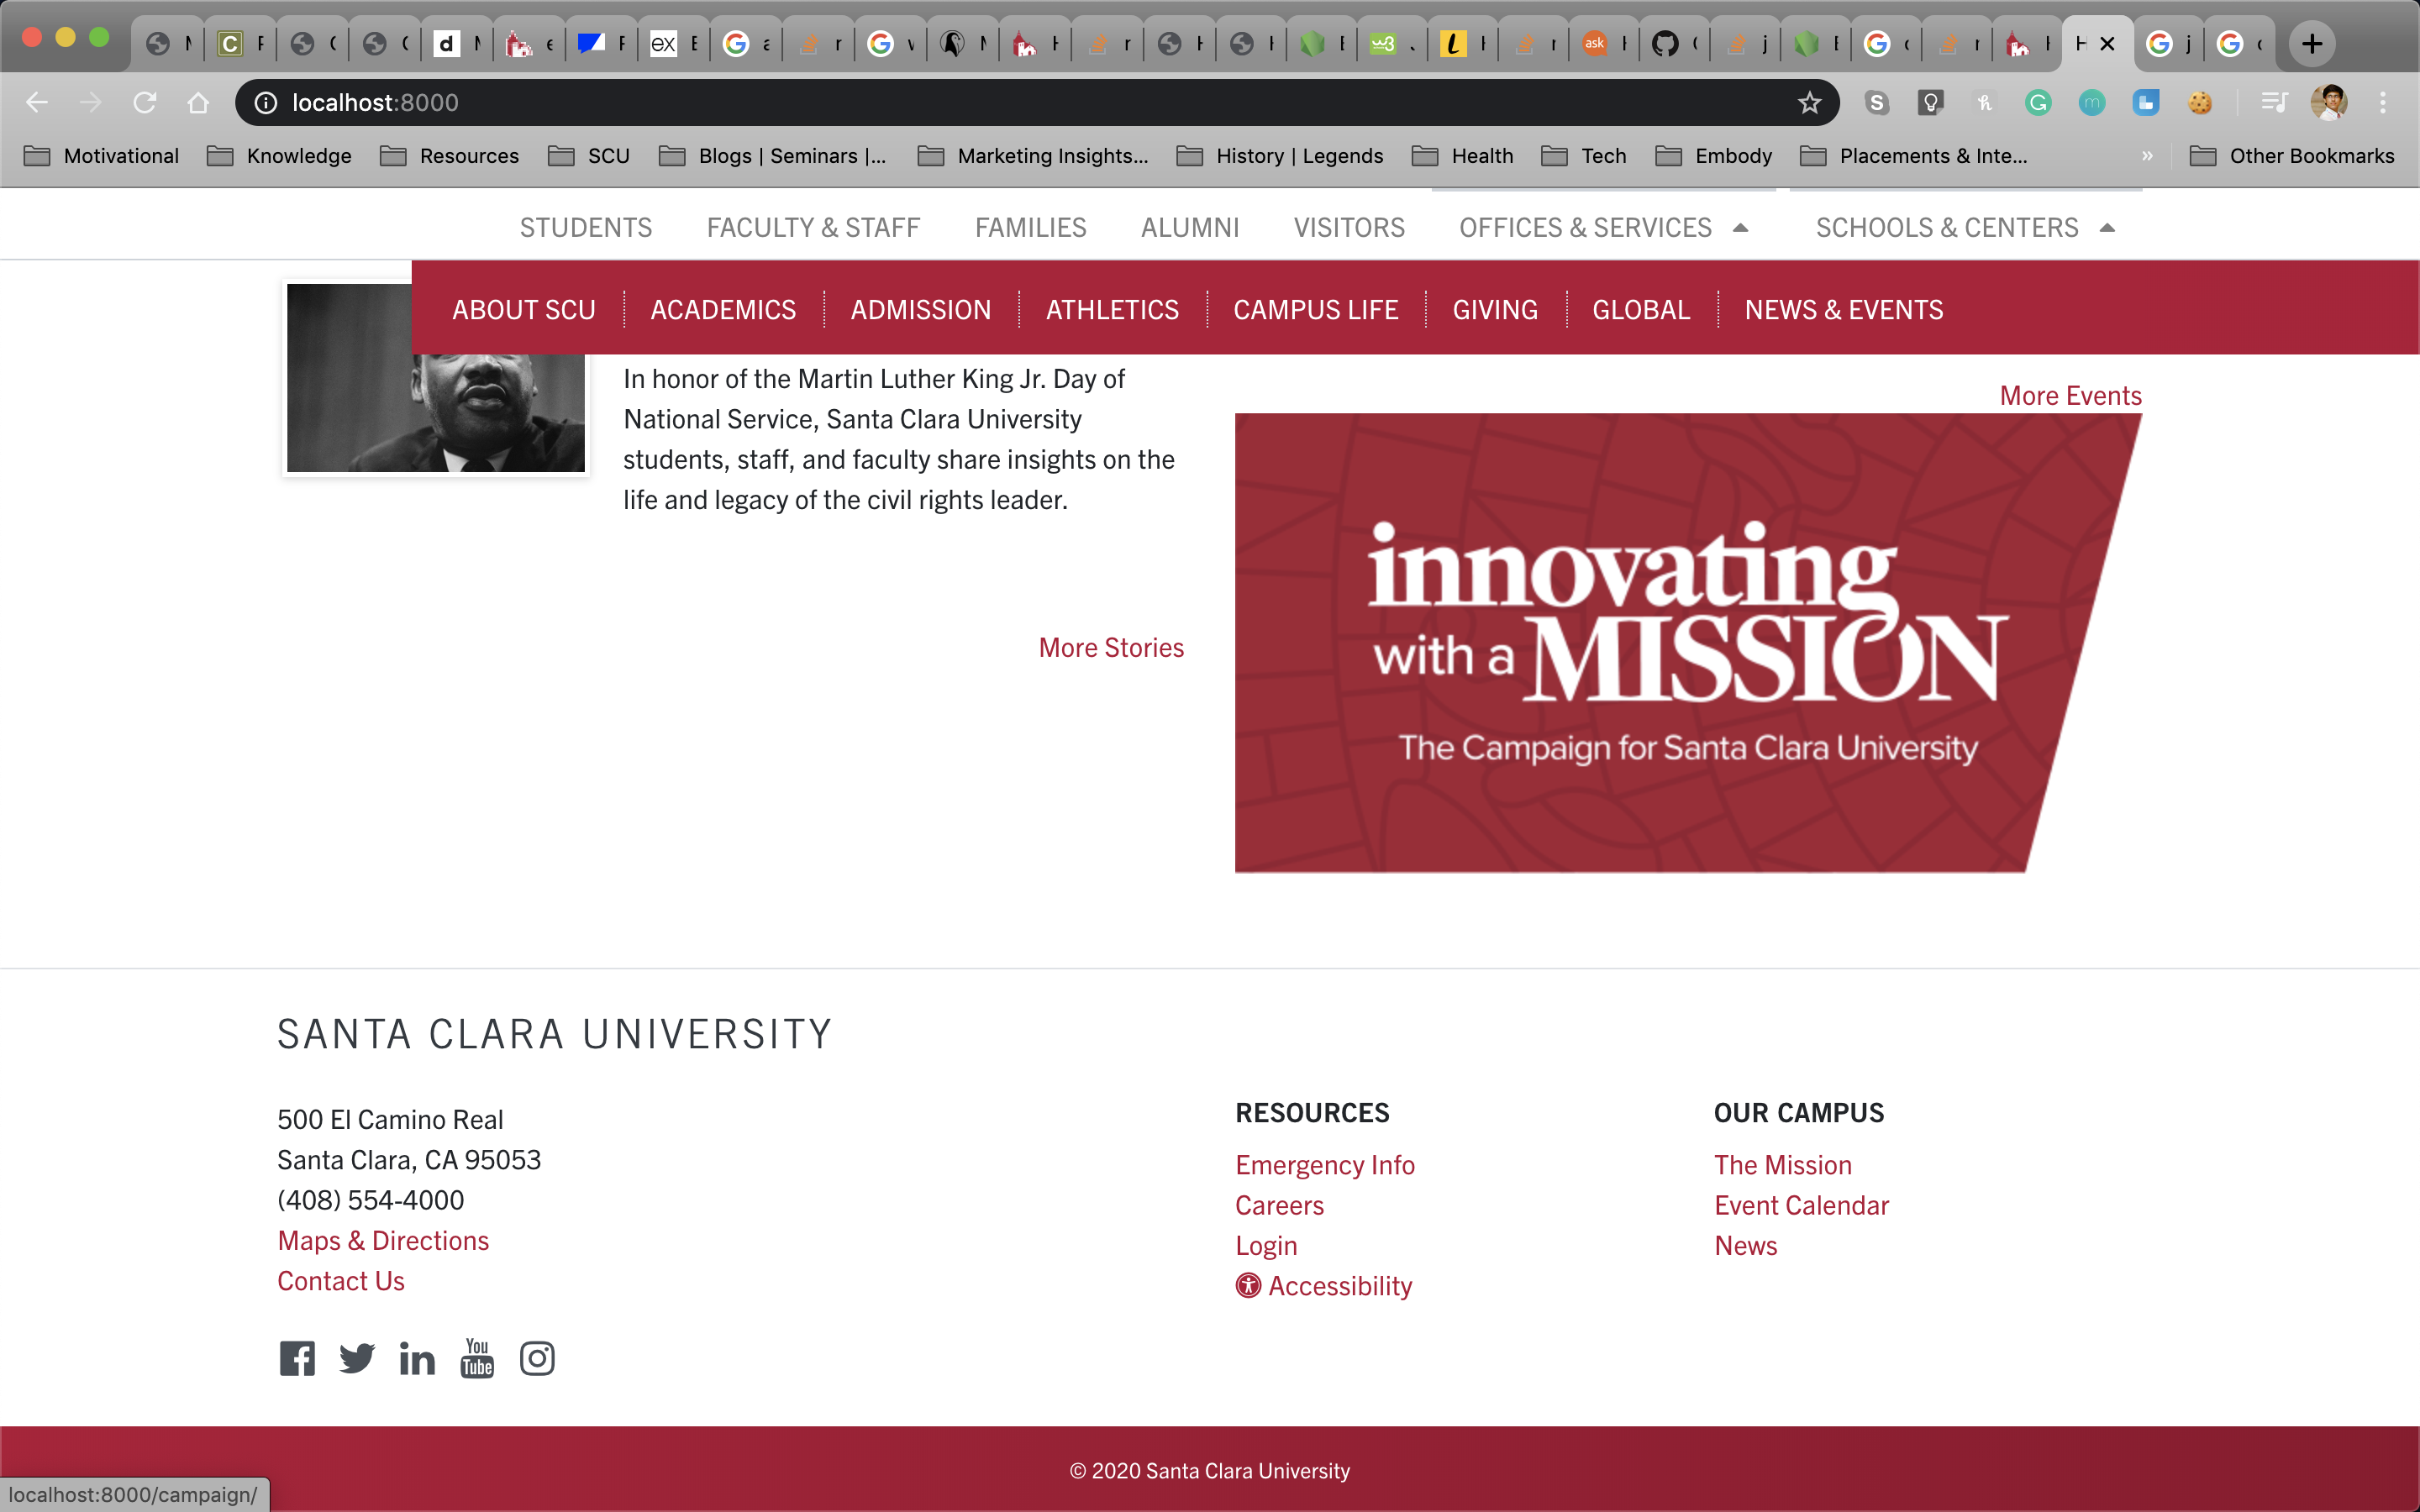 localhost:8000
Motivational Knowledge Resources SCU Blogs | Seminars |... Marketing Insights... History | Legends Health Tech Embody Placements & Inte... » Other Bookmarks
STUDENTS FACULTY & STAFF FAMILIES ALUMNI VISITORS OFFICES & SERVICES SCHOOLS & CENTERS
ABOUT SCU ACADEMICS ADMISSION ATHLETICS CAMPUS LIFE GIVING GLOBAL NEWS & EVENTS
In honor of the Martin Luther King Jr. Day of
National Service, Santa Clara University
students, staff, and faculty share insights on the
life and legacy of the civil rights leader.
More Stories
More Events
innovating
with a MISSION
The Campaign for Santa Clara University
SANTA CLARA UNIVERSITY
500 El Camino Real
Santa Clara, CA 95053
(408) 554-4000
Maps & Directions
Contact Us
You
Tube
RESOURCES
Emergency Info
Careers
Login
Accessibility
OUR CAMPUS
The Mission
Event Calendar
News
© 2020 Santa Clara University
localhost:8000/campaign/